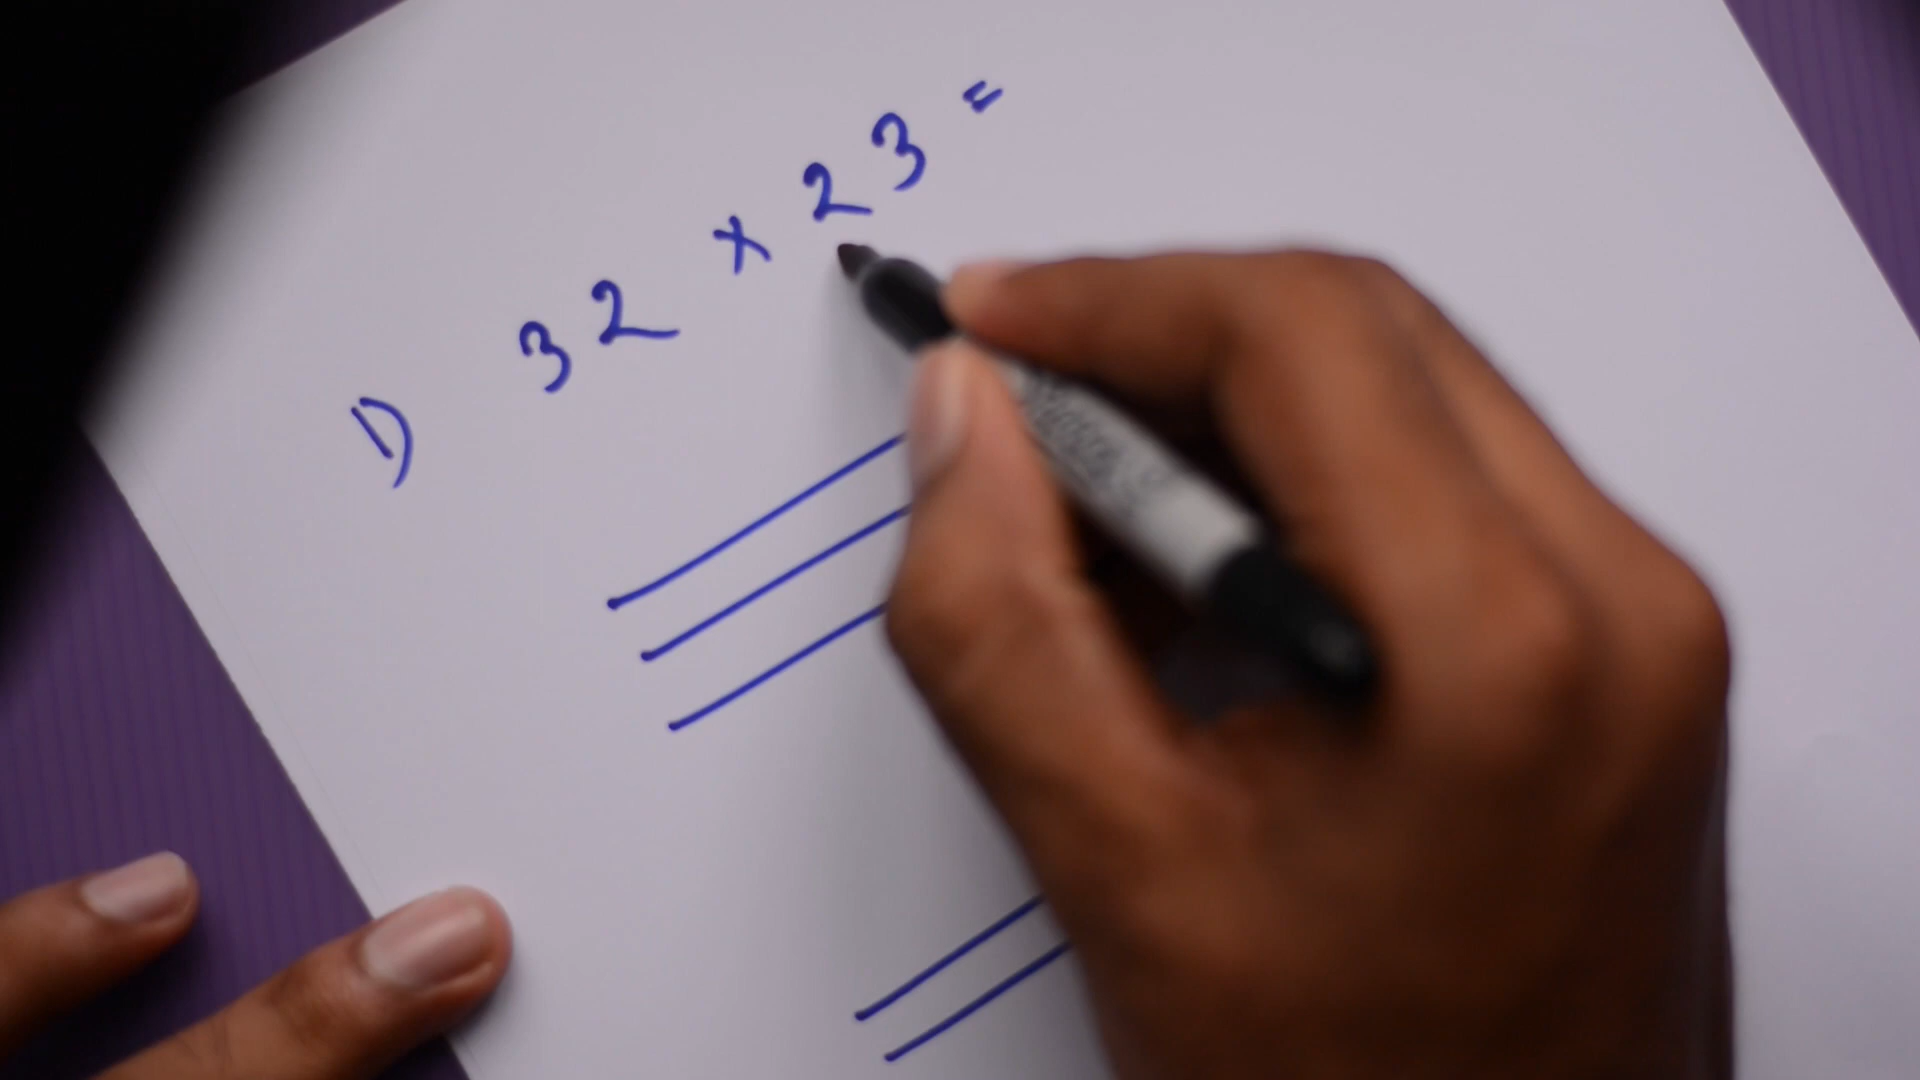 1) 32 x 23 =